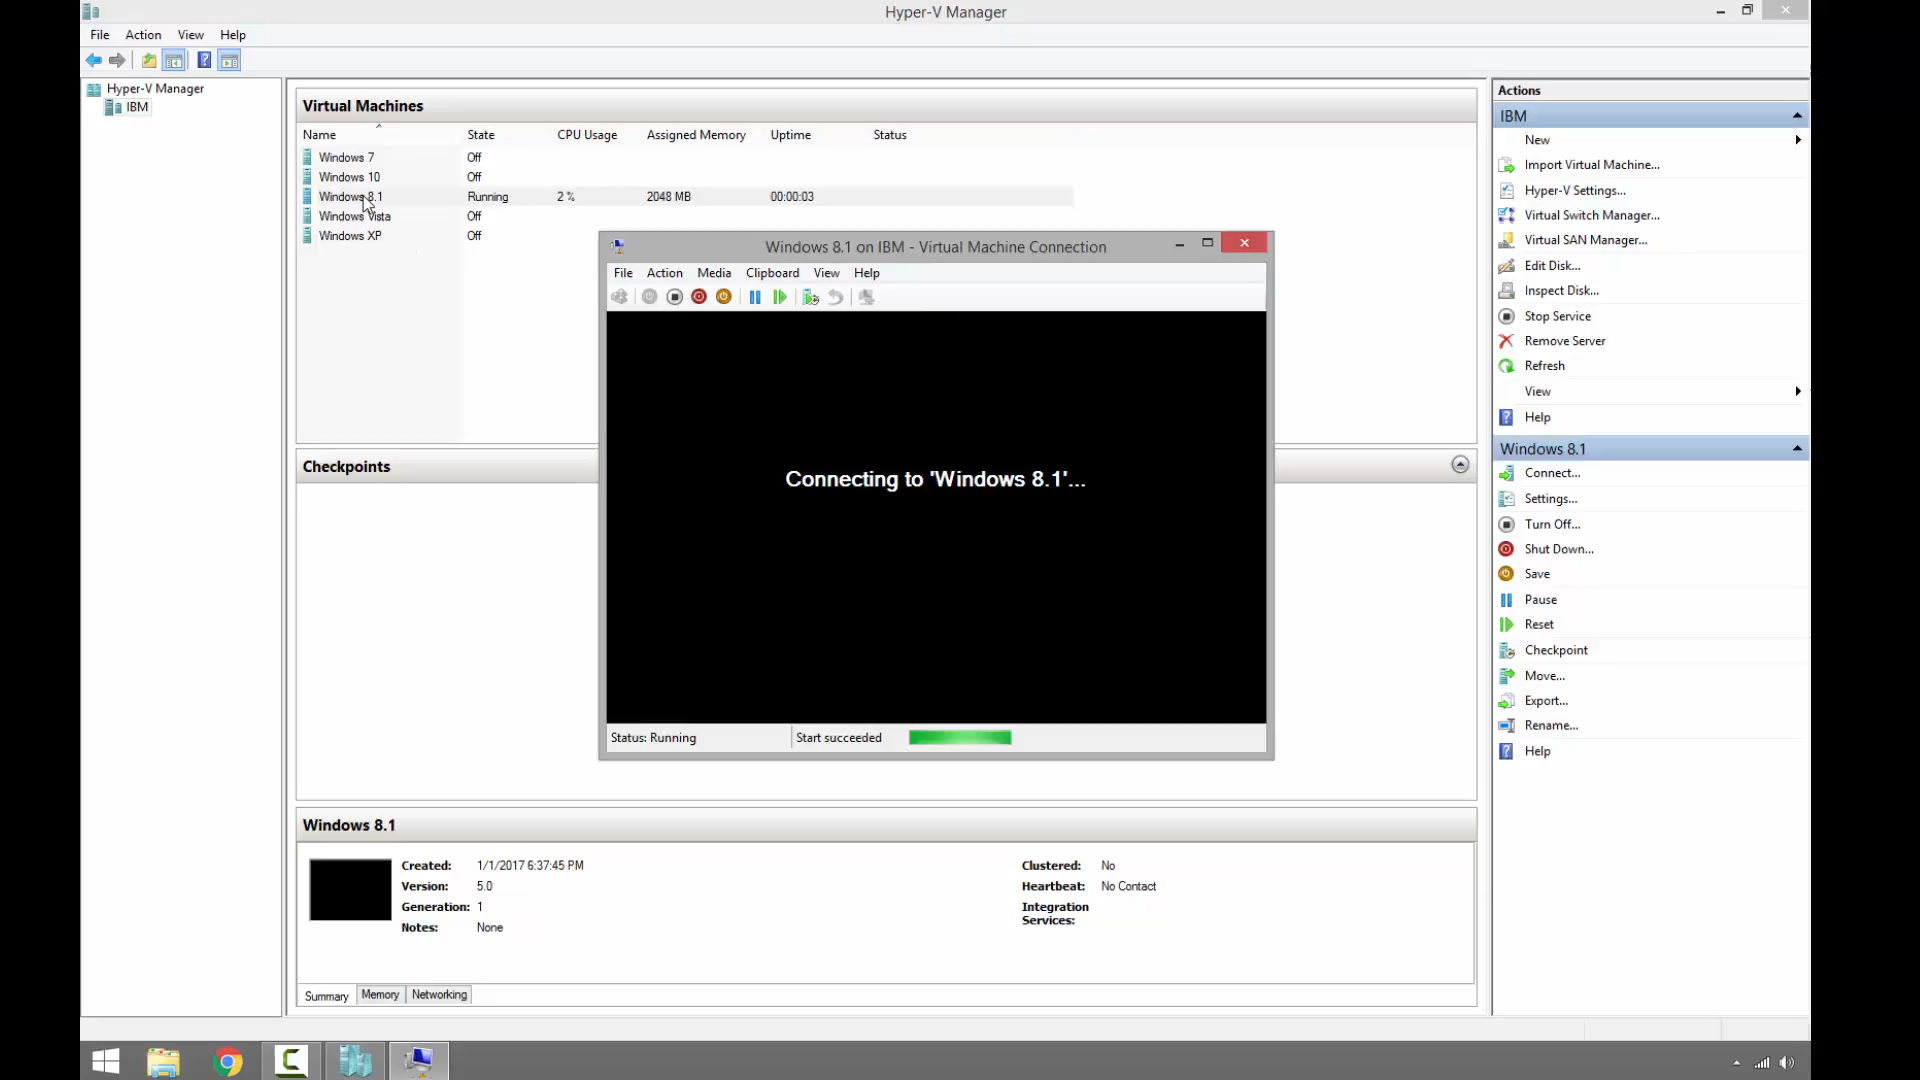 Hyper-V Manager
File Action View Help
Hyper-V Manager
IBM
Virtual Machines
Name State CPU Usage Assigned Memory Uptime Status
Windows 7 Off
Windows 10 Off
Windows 8.1 Running 2 % 2048 MB 00:00:03
Windows Vista Off
Windows XP Off
Windows 8.1 on IBM - Virtual Machine Connection
File Action Media Clipboard View Help
Connecting to 'Windows 8.1'...
Status: Running Start succeeded
Checkpoints
Windows 8.1
Created: 1/1/2017 6:37:45 PM
Version: 5.0
Generation: 1
Notes: None
Clustered: No
Heartbeat: No Contact
Integration
Services:
Summary Memory Networking
Actions
IBM
New
Import Virtual Machine...
Hyper-V Settings...
Virtual Switch Manager...
Virtual SAN Manager...
Edit Disk...
Inspect Disk...
Stop Service
Remove Server
Refresh
View
Help
Windows 8.1
Connect...
Settings...
Turn Off...
Shut Down...
Save
Pause
Reset
Checkpoint
Move...
Export...
Rename...
Help